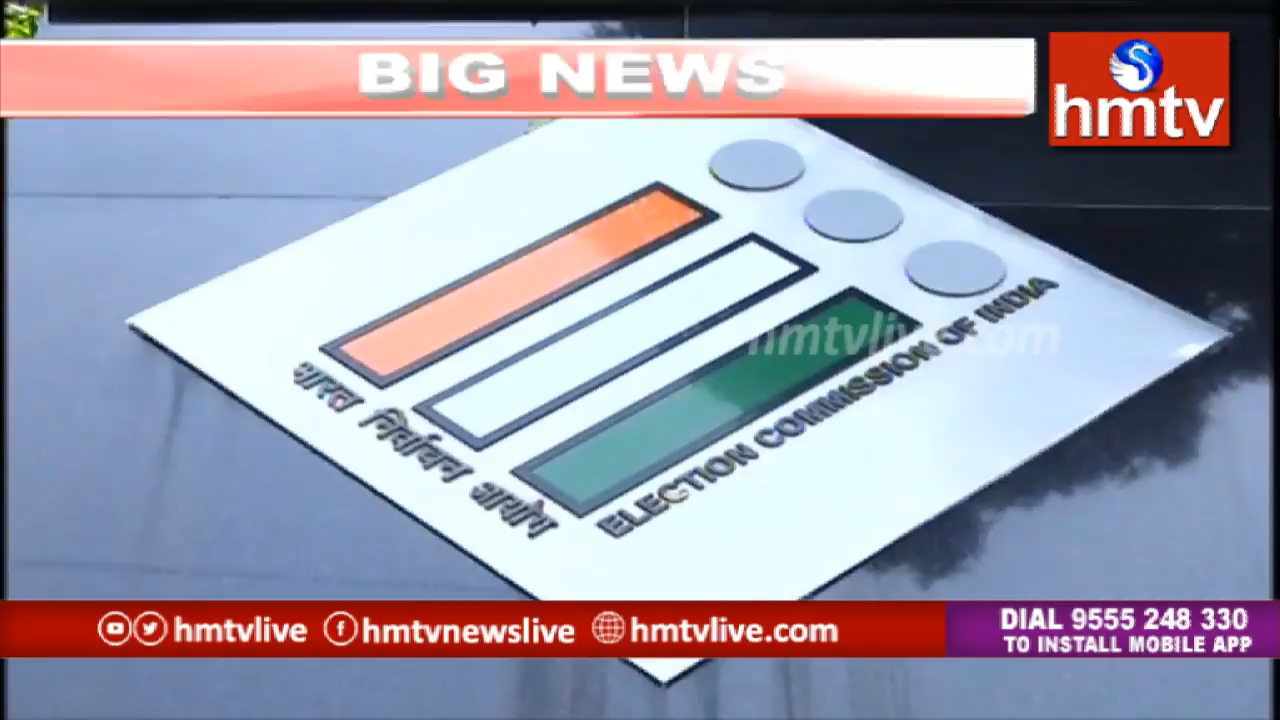 BIG NEWS
hmtv
hmtvlive.com
भारत निर्वाचन आयोग
ELECTION COMMISSION OF INDIA
hmtvlive
hmtvnewslive
hmtvlive.com
DIAL 9555 248 330
TO INSTALL MOBILE APP